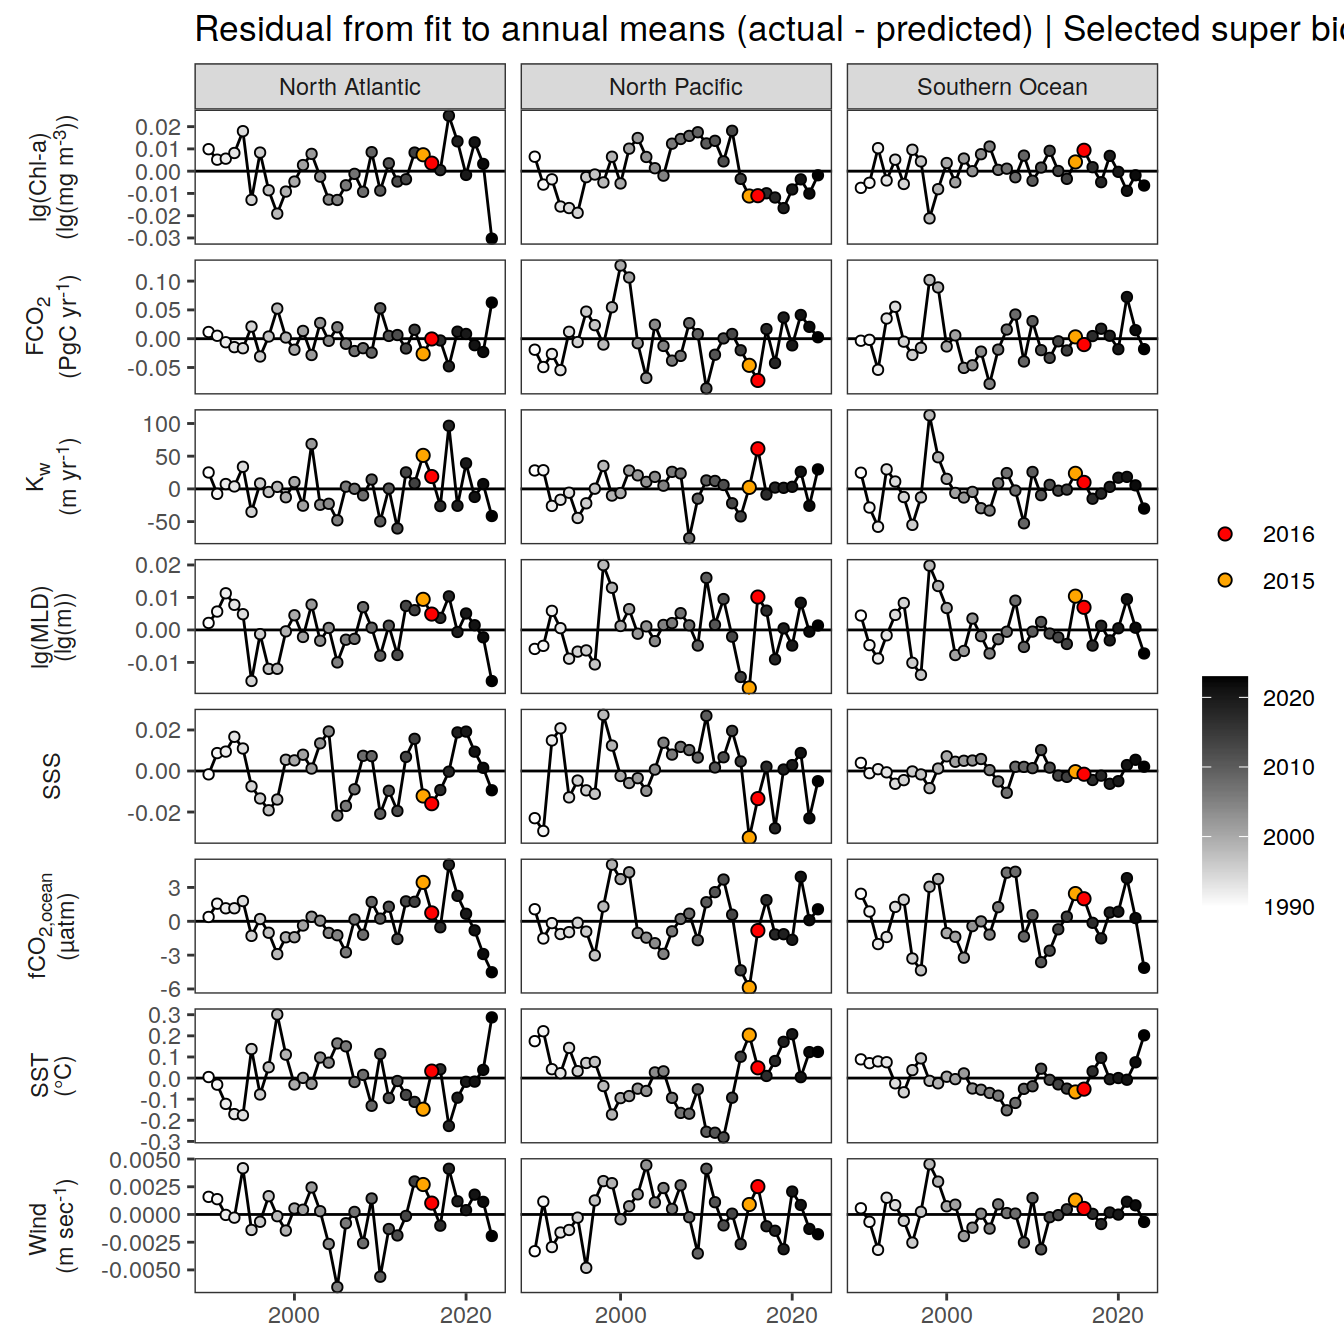 Residual from fit to annual means (actual - predicted) | Selected super bio
North Atlantic
North Pacific
Southern Ocean
lg(Chl-a)
(lg(mg m⁻³))
0.02
0.01
0.00
-0.01
-0.02
-0.03
FCO₂
(PgC yr⁻¹)
0.10
0.05
0.00
-0.05
Kw
(m yr⁻¹)
100
50
0
-50
lg(MLD)
(lg(m))
0.02
0.01
0.00
-0.01
SSS
0.02
0.00
-0.02
fCO₂,ocean
(µatm)
3
0
-3
-6
SST
(°C)
0.3
0.2
0.1
0.0
-0.1
-0.2
-0.3
Wind
(m sec⁻¹)
0.0050
0.0025
0.0000
-0.0025
-0.0050
2000
2020
2000
2020
2000
2020
2016
2015
2020
2010
2000
1990